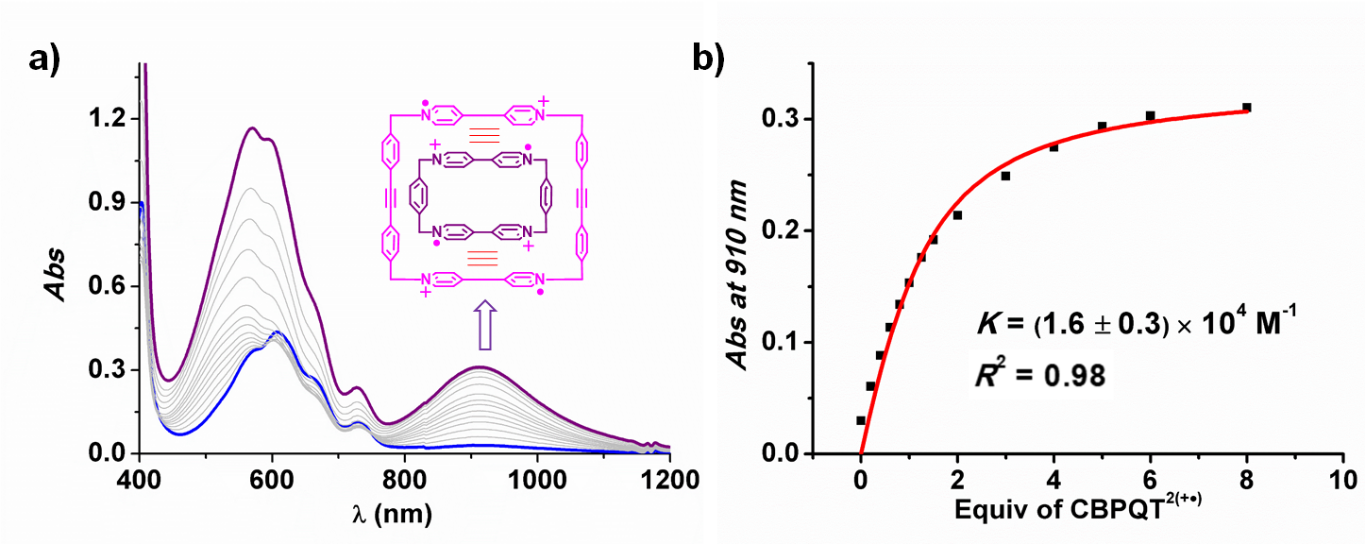 a)
1.2
0.9
0.6
0.3
0.0
Abs
400
600
800
1000
1200
λ (nm)
N
N
+
+
N
N
N
N
+
N
N
+
b)
0.3
0.2
0.1
0.0
Abs at 910 nm
K = (1.6 ± 0.3) × 10⁴ M⁻¹
R² = 0.98
0
2
4
6
8
10
Equiv of CBPQT²⁽⁺•⁾